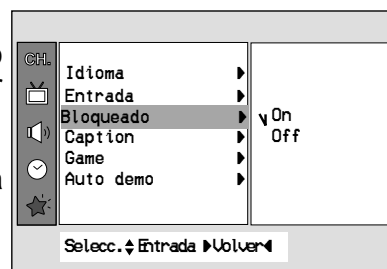 CH.
Idioma
Entrada
Bloqueado
Caption
Game
Auto demo
On
Off
Selecc. Entrada Volver